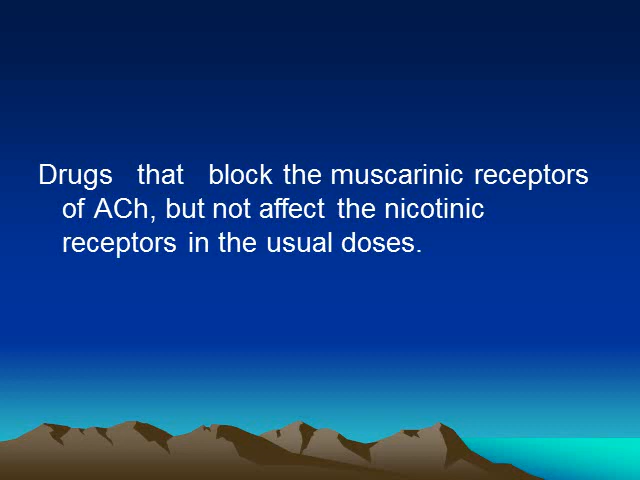 Drugs that block the muscarinic receptors
of ACh, but not affect the nicotinic
receptors in the usual doses.